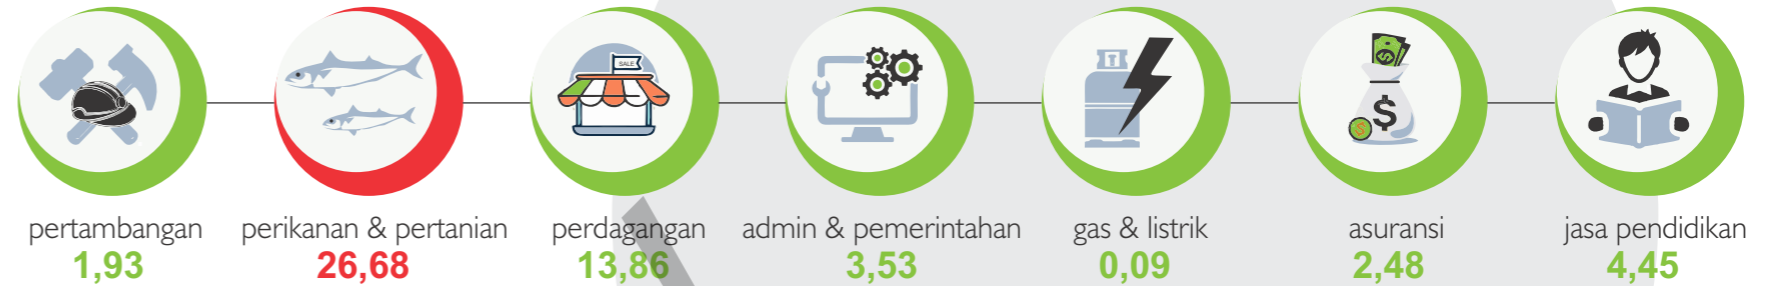 SALE
pertambangan
1,93
perikanan & pertanian
26,68
perdagangan
13,86
admin & pemerintahan
3,53
gas & listrik
0,09
asuransi
2,48
jasa pendidikan
4,45